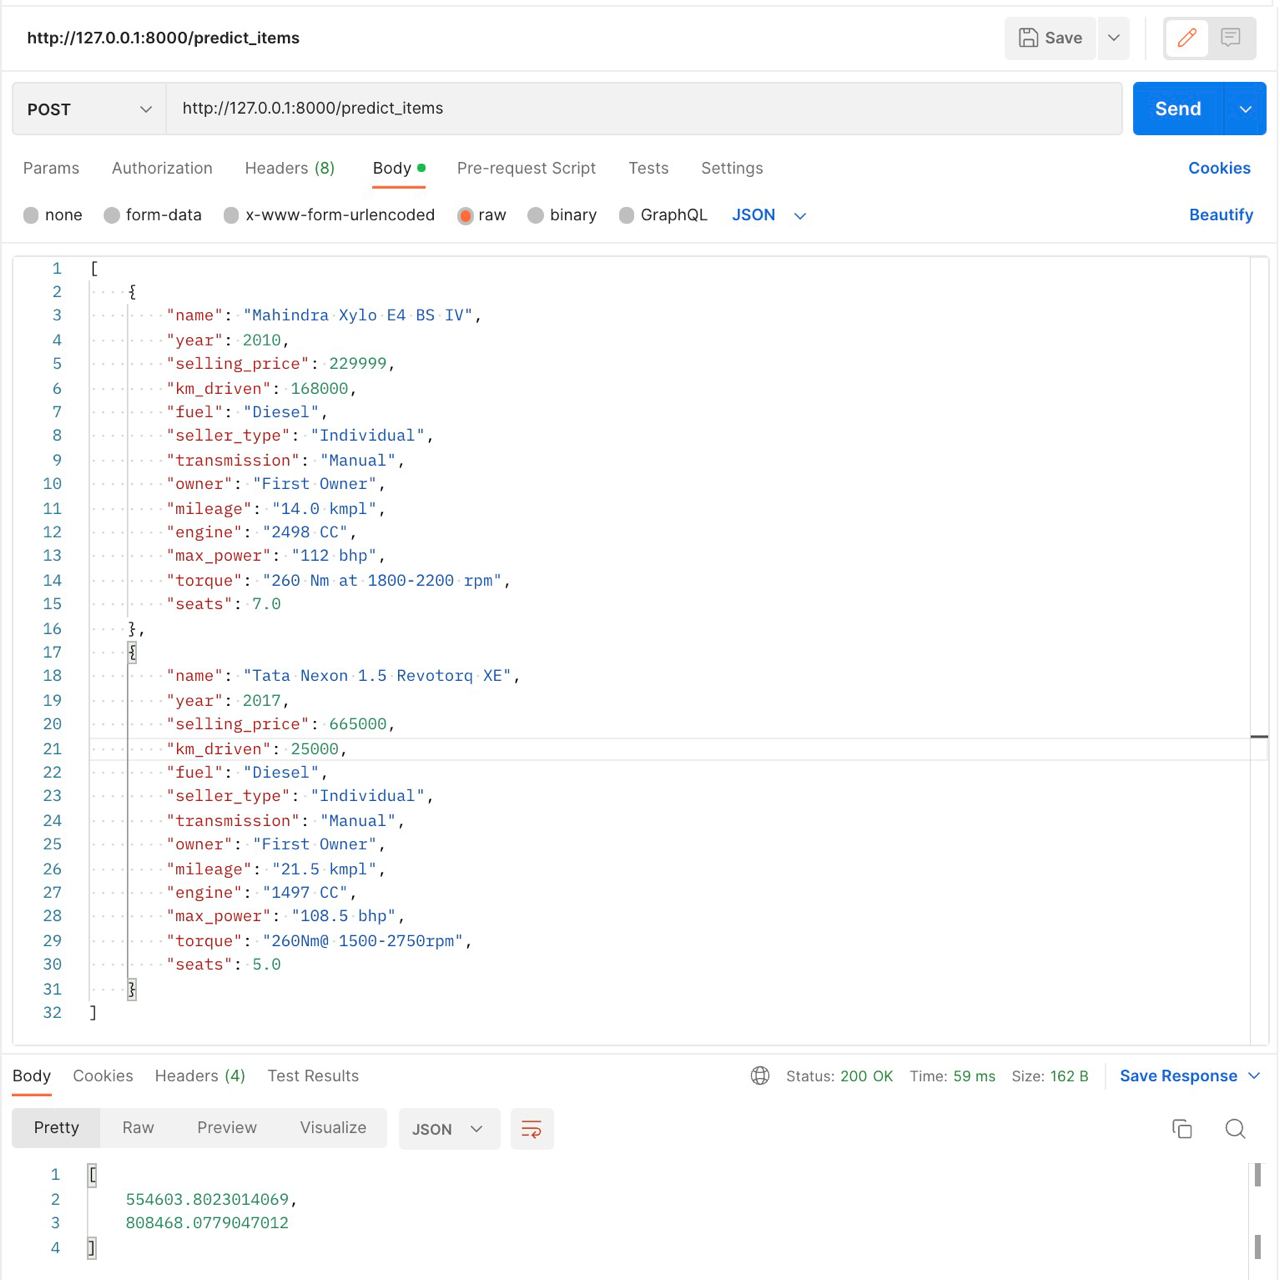 http://127.0.0.1:8000/predict_items
Save
POST
http://127.0.0.1:8000/predict_items
Send
Params Authorization Headers (8) Body Pre-request Script Tests Settings Cookies
none form-data x-www-form-urlencoded raw binary GraphQL JSON Beautify
1 [
2 {
3 "name": "Mahindra Xylo E4 BS IV",
4 "year": 2010,
5 "selling_price": 229999,
6 "km_driven": 168000,
7 "fuel": "Diesel",
8 "seller_type": "Individual",
9 "transmission": "Manual",
10 "owner": "First Owner",
11 "mileage": "14.0 kmpl",
12 "engine": "2498 CC",
13 "max_power": "112 bhp",
14 "torque": "260 Nm at 1800-2200 rpm",
15 "seats": 7.0
16 },
17 {
18 "name": "Tata Nexon 1.5 Revotorq XE",
19 "year": 2017,
20 "selling_price": 665000,
21 "km_driven": 25000,
22 "fuel": "Diesel",
23 "seller_type": "Individual",
24 "transmission": "Manual",
25 "owner": "First Owner",
26 "mileage": "21.5 kmpl",
27 "engine": "1497 CC",
28 "max_power": "108.5 bhp",
29 "torque": "260Nm@ 1500-2750rpm",
30 "seats": 5.0
31 }
32 ]
Body Cookies Headers (4) Test Results Status: 200 OK Time: 59 ms Size: 162 B Save Response
Pretty Raw Preview Visualize JSON
1 [
2 554603.8023014069,
3 808468.0779047012
4 ]